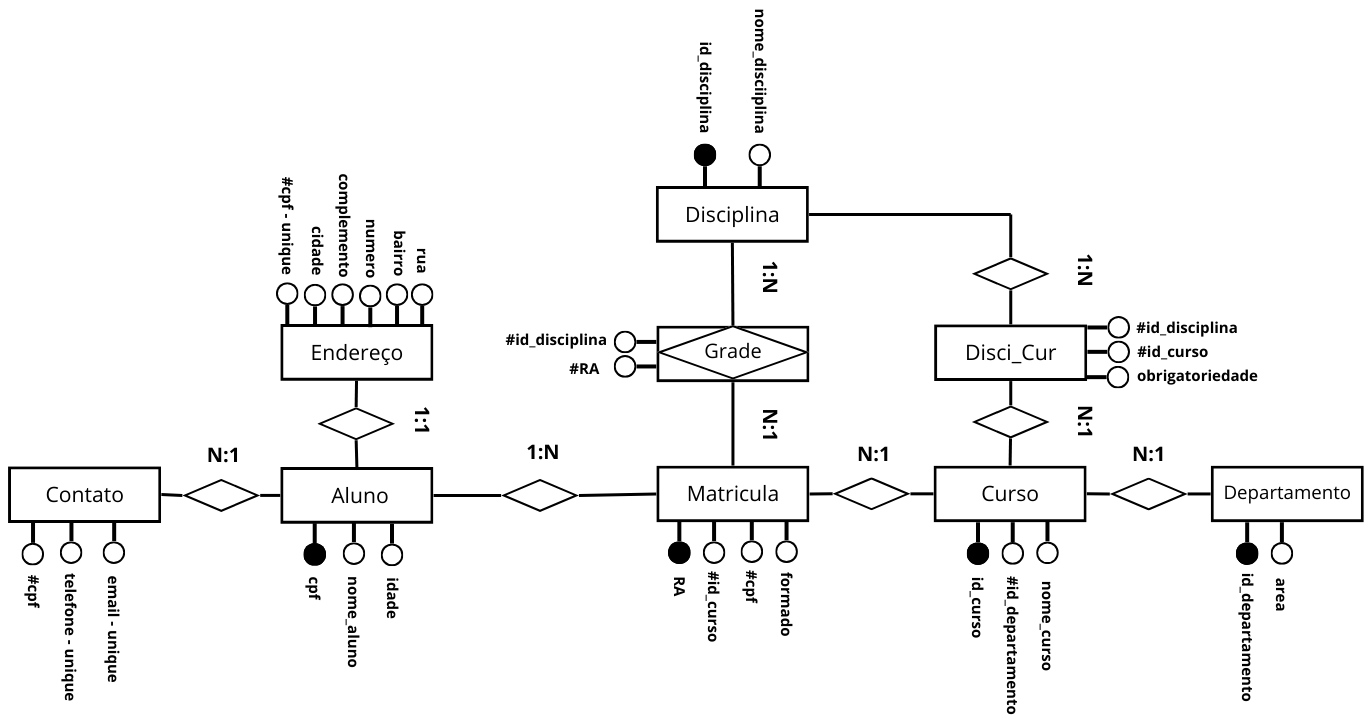 id_disciplina
nome_disciiplina
Disciplina
1:N
1:N
#cpf - unique
cidade
complemento
numero
bairro
rua
Endereço
#id_disciplina
#RA
Grade
Disci_Cur
#id_disciplina
#id_curso
obrigatoriedade
1:1
N:1
N:1
N:1
1:N
N:1
N:1
Contato
Aluno
Matricula
Curso
Departamento
#cpf
telefone - unique
email - unique
cpf
nome_aluno
idade
RA
#id_curso
#cpf
formado
id_curso
#id_departamento
nome_curso
id_departamento
area